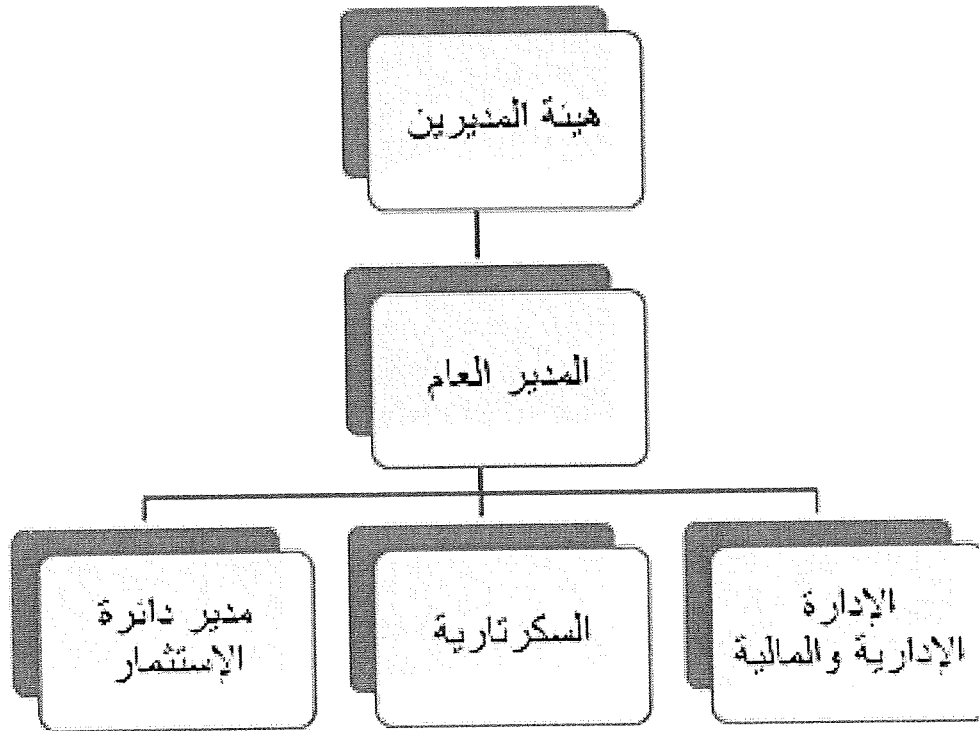 هيئة المديرين
المدير العام
الإدارة
الإدارية والمالية
السكرتارية
مدير دائرة
الإستثمار